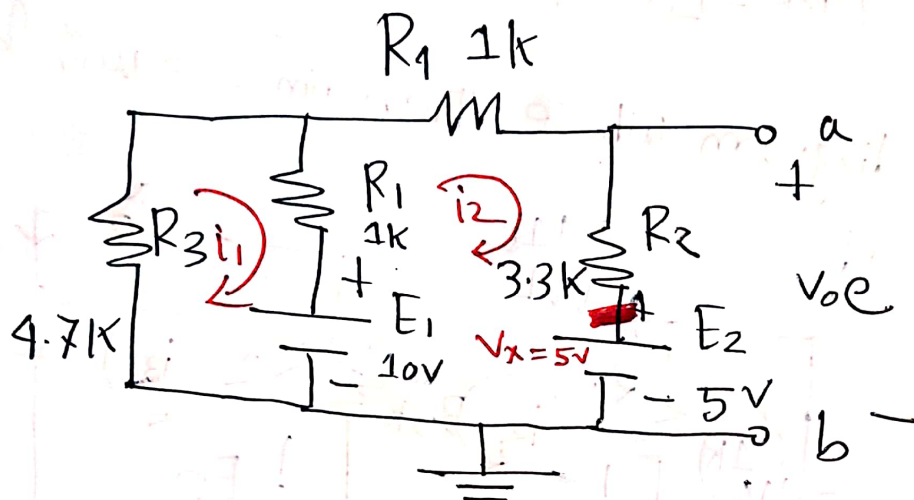 R1 1k
a
+
R1
1k
i2
R2
R3
i1
3.3k
+
+
Voc
4.7K
E1
10V
-
Vx = 5v
E2
- 5V
b -